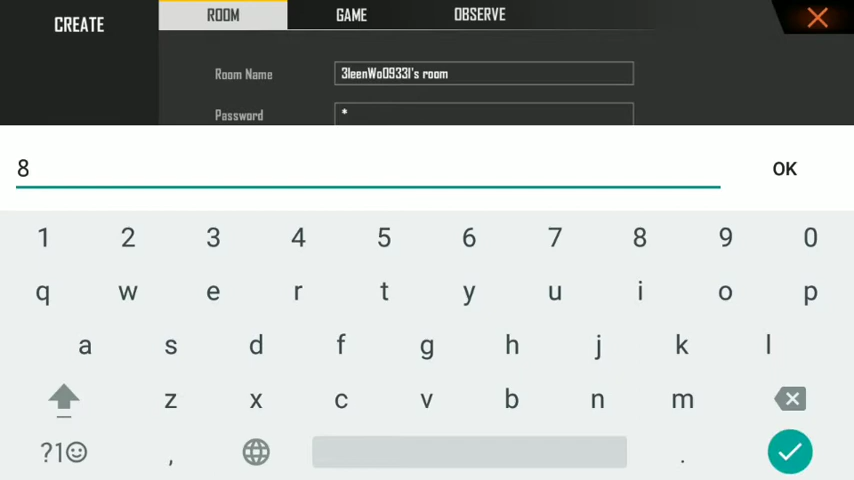 CREATE
ROOM GAME OBSERVE
Room Name 3leenWo0933l's room
Password *
8 OK
1 2 3 4 5 6 7 8 9 0
q w e r t y u i o p
a s d f g h j k l
z x c v b n m
?1☺ , .